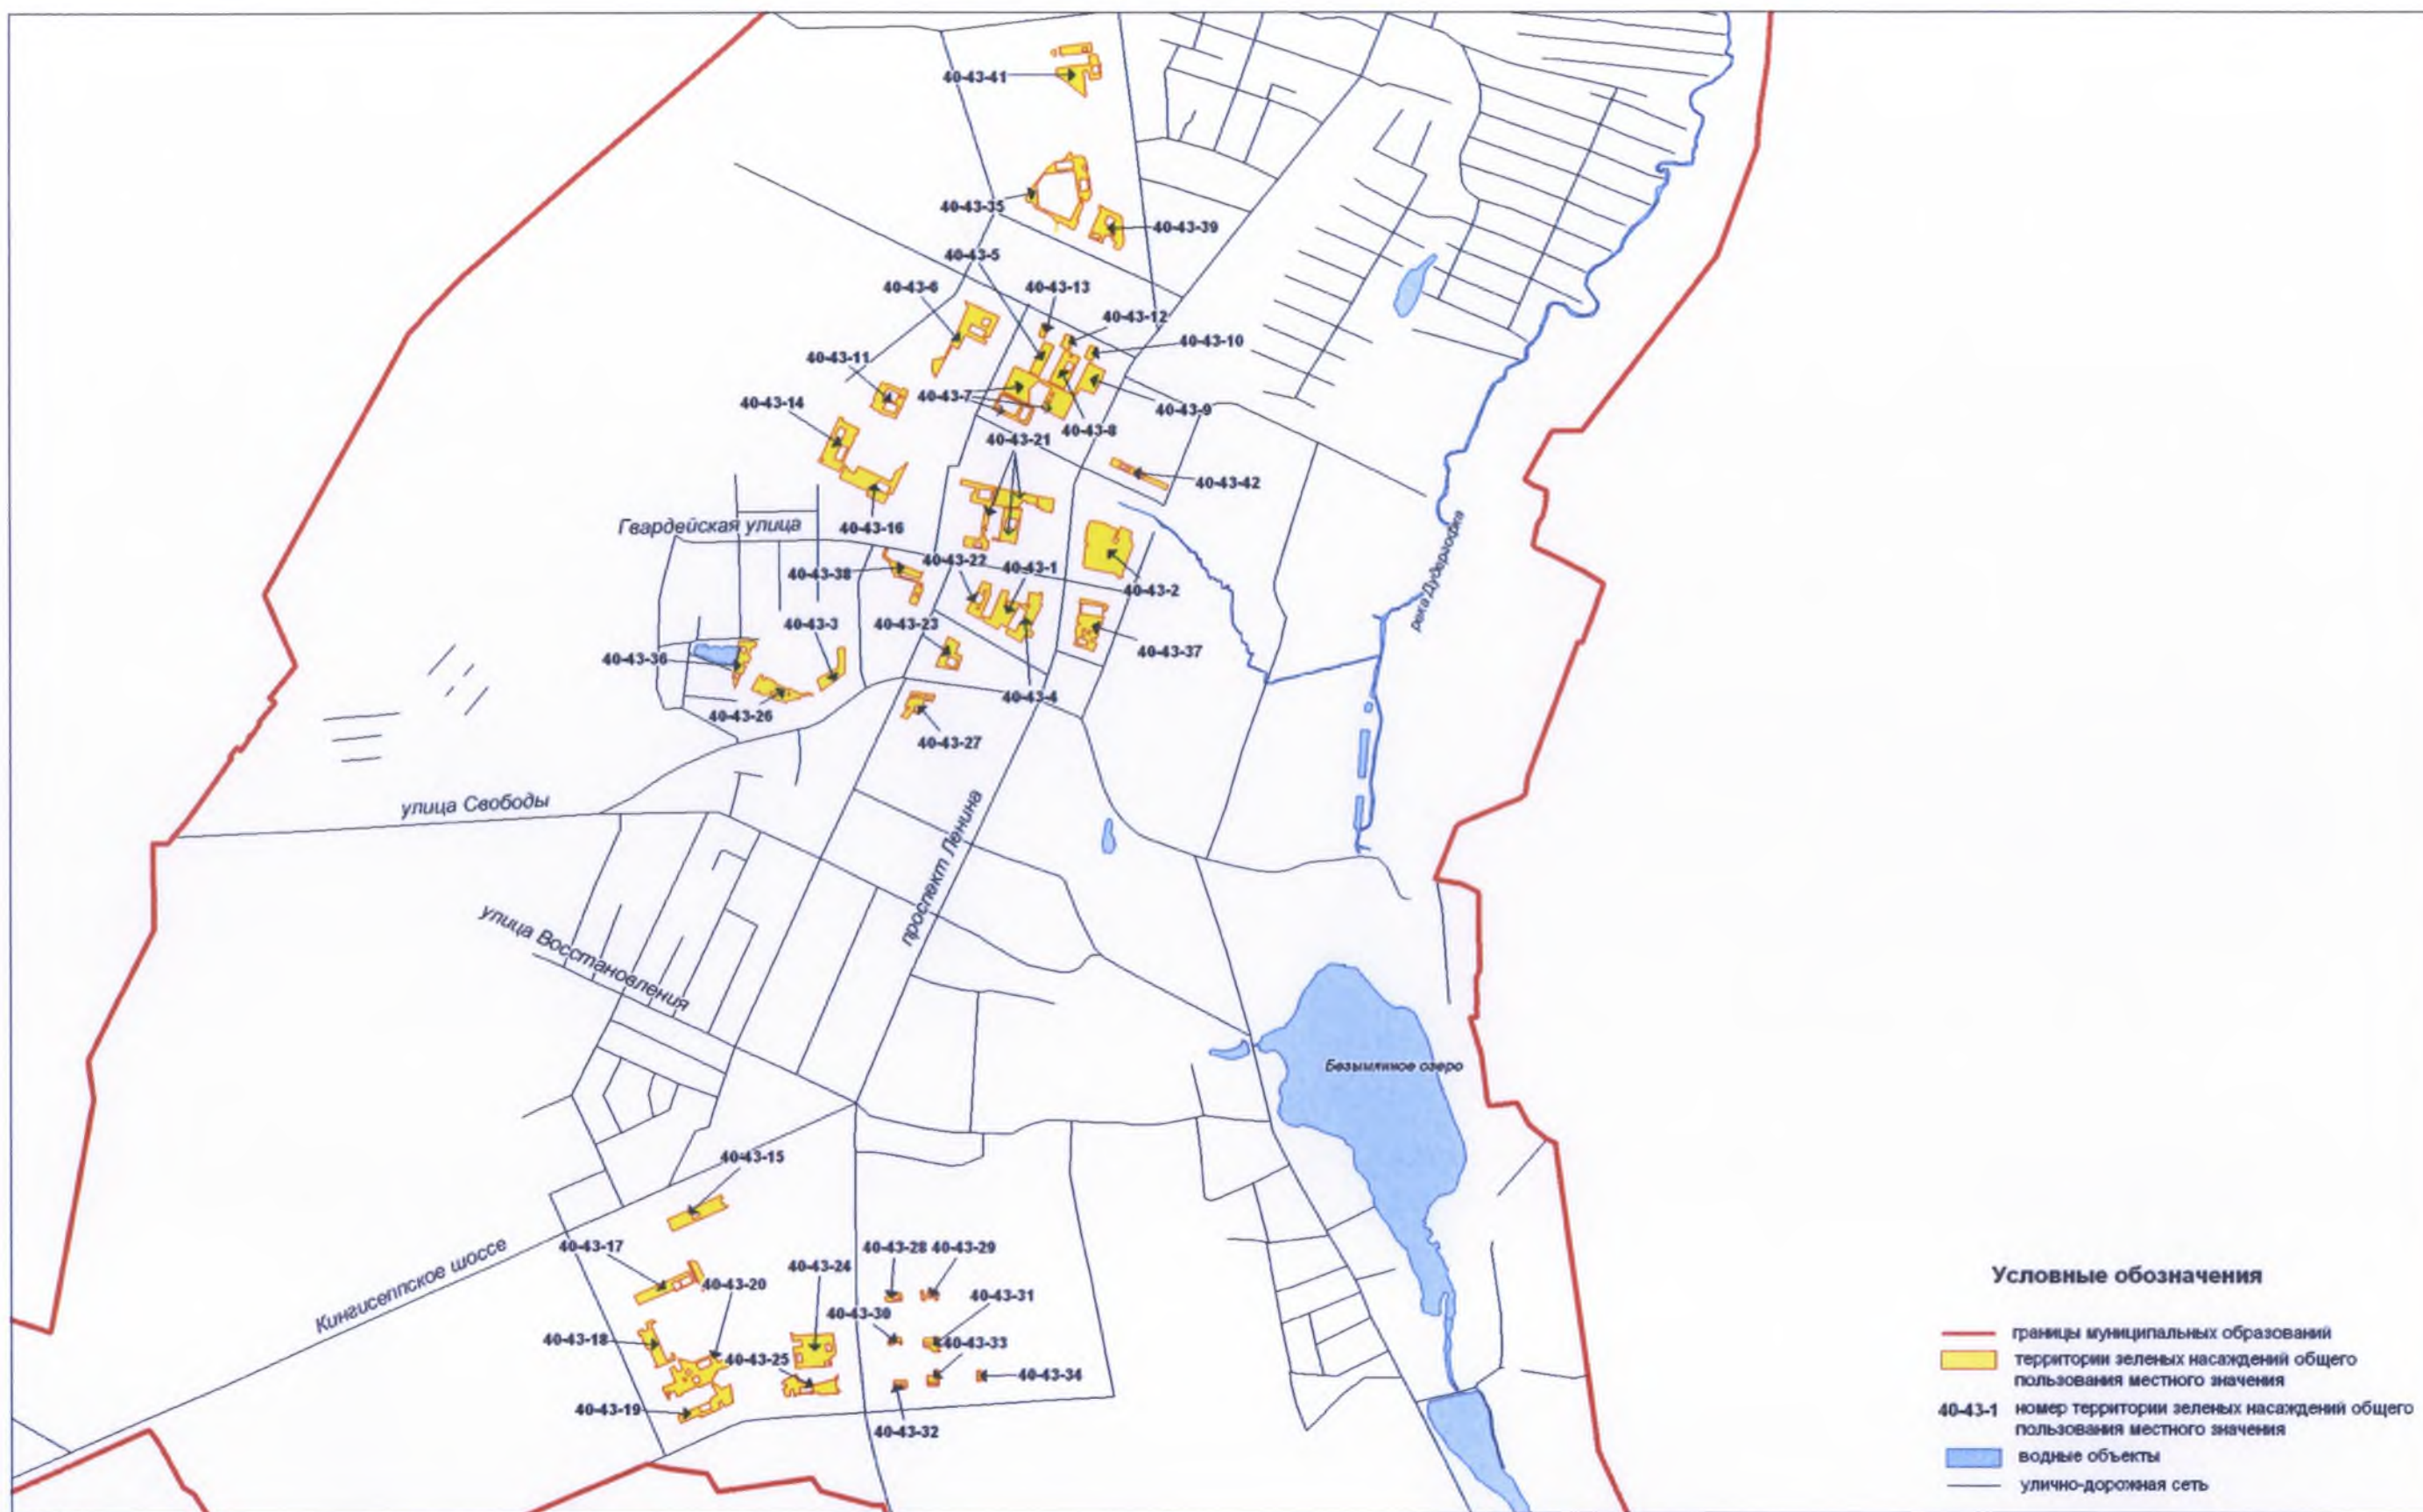 40-43-41
40-43-35
40-43-39
40-43-5
40-43-6
40-43-13
40-43-12
40-43-10
40-43-11
40-43-7
40-43-14
40-43-9
40-43-8
40-43-21
40-43-42
Гвардейская улица
40-43-16
40-43-22
40-43-1
40-43-38
40-43-2
река Дудергофка
40-43-3
40-43-23
40-43-36
40-43-37
40-43-4
40-43-26
40-43-27
улица Свободы
проспект Ленина
улица Восстановления
Безымянное озеро
40-43-15
Кингисеппское шоссе
40-43-17
40-43-28
40-43-29
40-43-24
40-43-20
40-43-31
40-43-30
40-43-18
40-43-33
40-43-25
40-43-34
40-43-19
40-43-32
Условные обозначения
границы муниципальных образований
территории зеленых насаждений общего
пользования местного значения
40-43-1 номер территории зеленых насаждений общего
пользования местного значения
водные объекты
улично-дорожная сеть